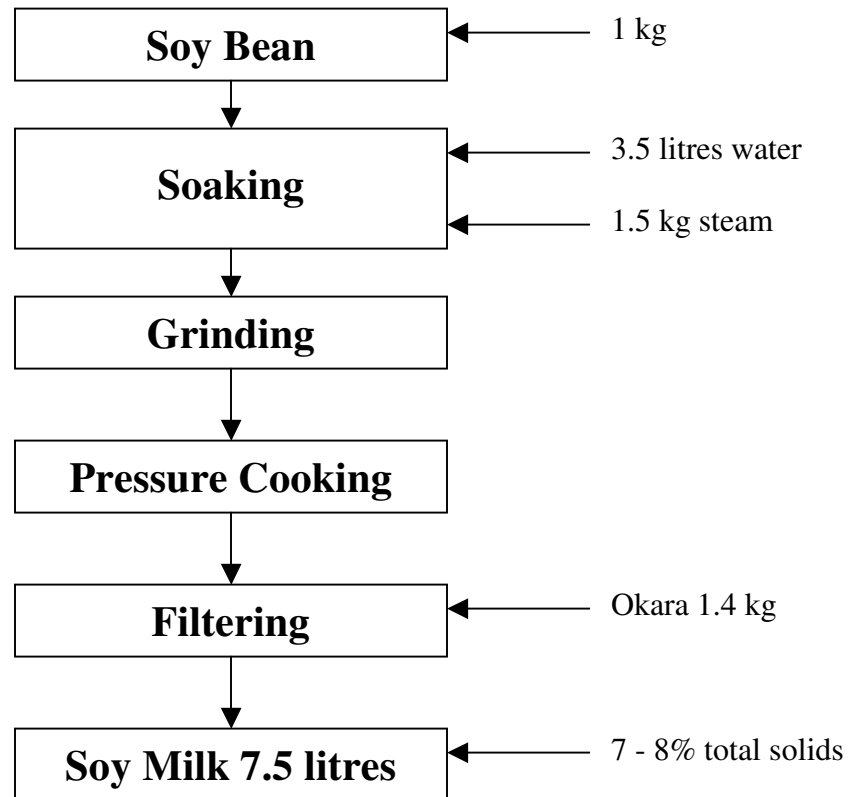 Soy Bean
1 kg
Soaking
3.5 litres water
1.5 kg steam
Grinding
Pressure Cooking
Filtering
Okara 1.4 kg
Soy Milk 7.5 litres
7 - 8% total solids